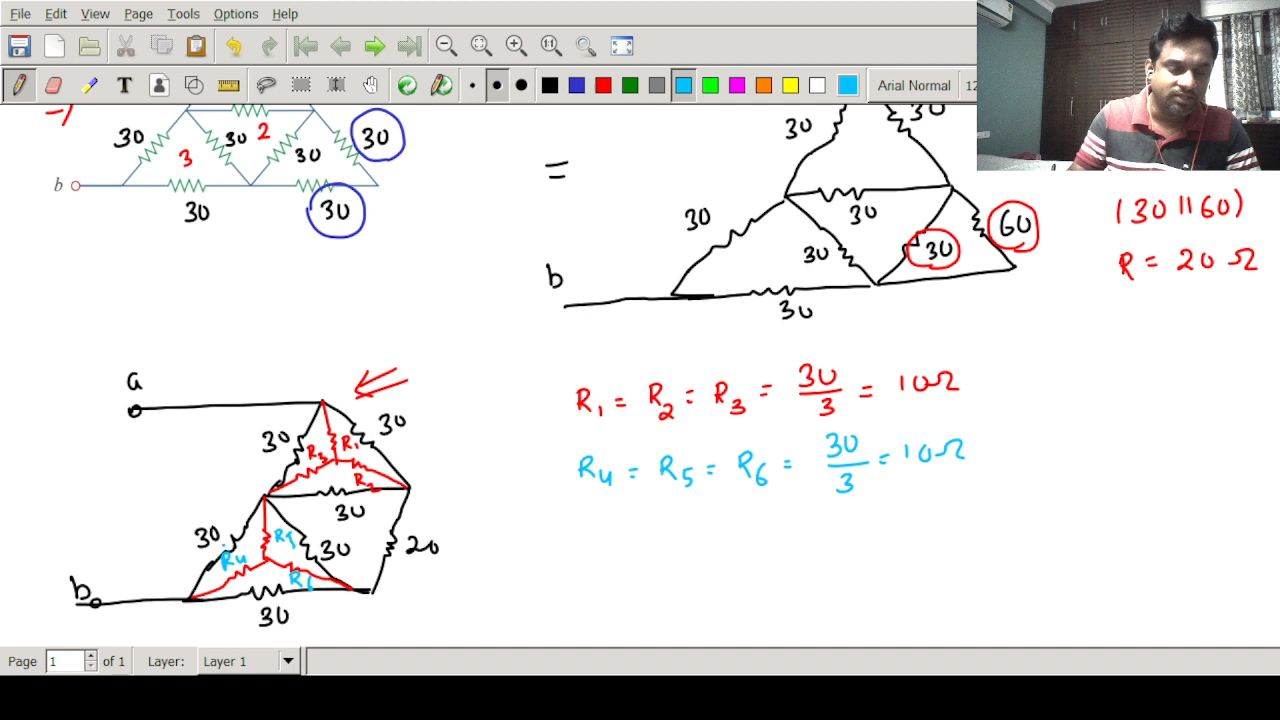 File Edit View Page Tools Options Help
T Arial Normal 12
30 30 2 30 30 3
b 30 30
=
30 30
30 30 30 30 60
b 30
(30 || 60)
R = 20 Ω
a
30 30 R1 R3 R2 30
30 R5 30 R4 R6 20
b 30
R1 = R2 = R3 = 30/3 = 10Ω
R4 = R5 = R6 = 30/3 = 10Ω
Page 1 of 1 Layer: Layer 1